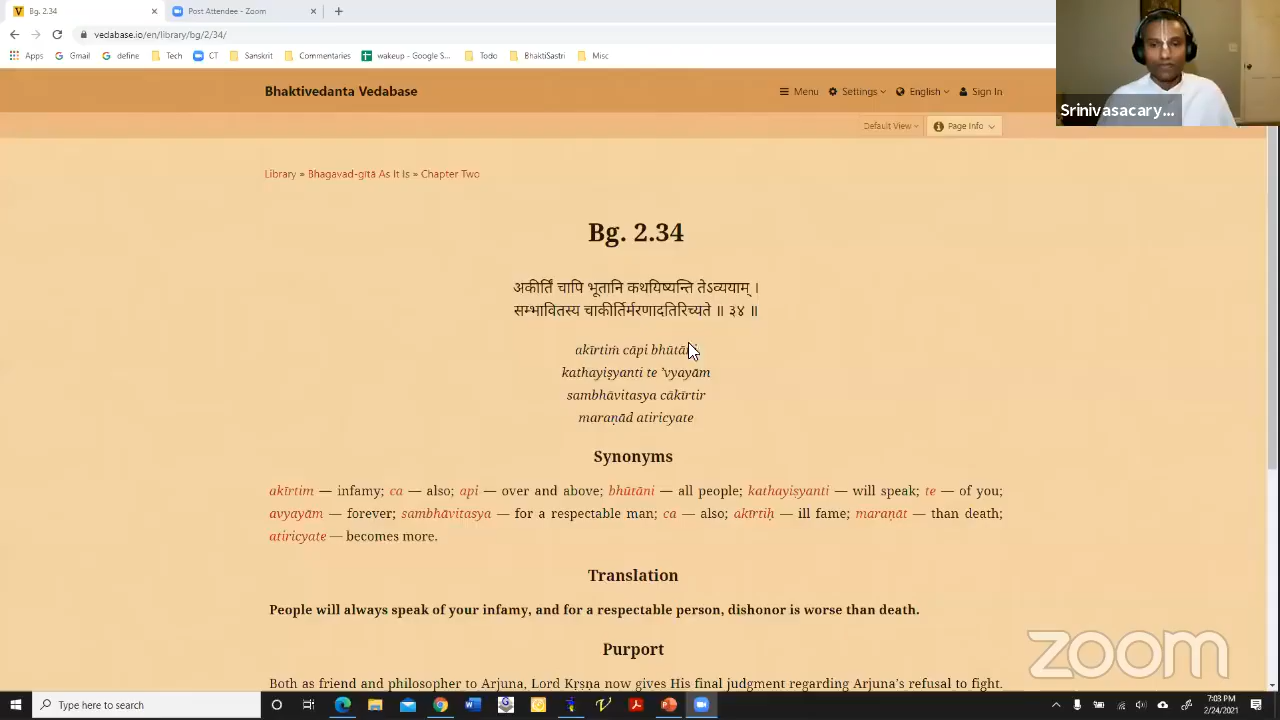 Bg. 2.34
Post Attendee - Zoom
vedabase.io/en/library/bg/2/34/
Apps Gmail define Tech CT Sanskrit Commentaries wakeup - Google S... Todo BhaktiSastri Misc
Bhaktivedanta Vedabase
Menu Settings English Sign In
Default View Page Info
Srinivasacary...
Library » Bhagavad-gītā As It Is » Chapter Two
Bg. 2.34
अकीर्तिं चापि भूतानि कथयिष्यन्ति तेऽव्ययाम् ।
सम्भावितस्य चाकीर्तिर्मरणादतिरिच्यते ॥ ३४ ॥
akīrtiṁ cāpi
kathayiṣyanti te ’vyayām
sambhāvitasya cākīrtir
maraṇād atiricyate
Synonyms
akīrtim — infamy; ca — also; api — over and above; bhūtāni — all people; kathayiṣyanti — will speak; te — of you;
avyayām — forever; sambhāvitasya — for a respectable man; ca — also; akīrtiḥ — ill fame; maraṇāt — than death;
atiricyate — becomes more.
Translation
People will always speak of your infamy, and for a respectable person, dishonor is worse than death.
Purport
Both as friend and philosopher to Arjuna, Lord Kṛṣṇa now gives His final judgment regarding Arjuna’s refusal to fight.
zoom
Type here to search
7:03 PM
2/24/2021